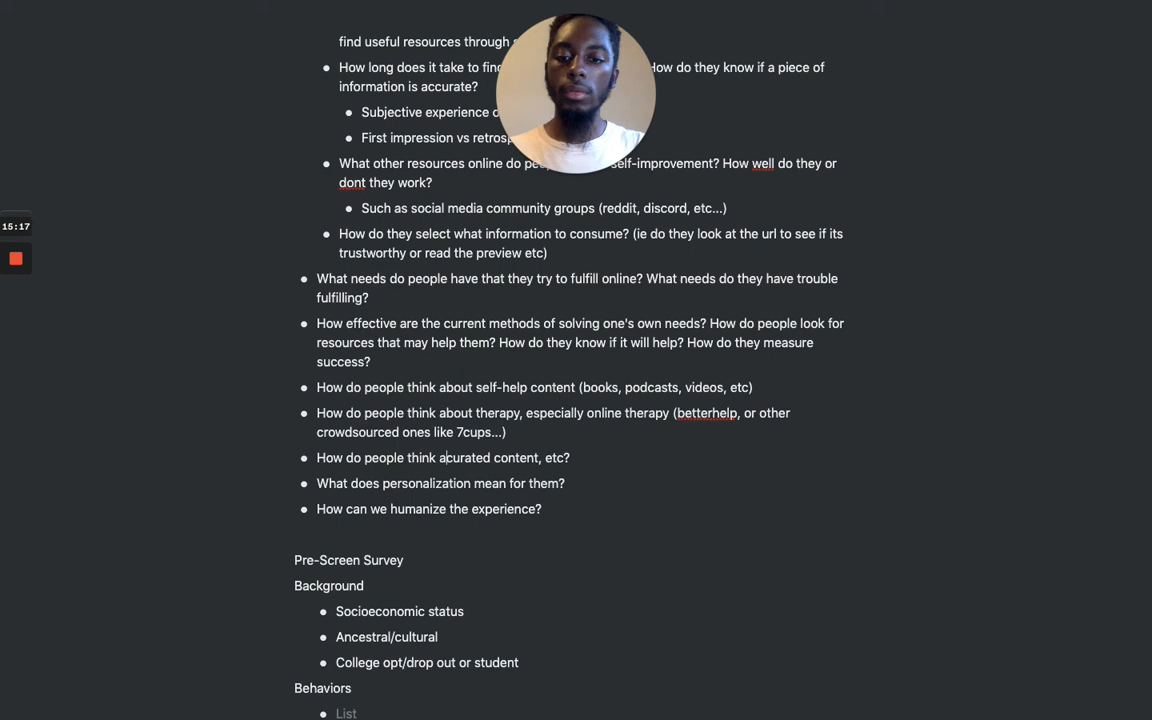 find useful resources through
How long does it take to find How do they know if a piece of
information is accurate?
Subjective experience
First impression vs
What other resources online do self-improvement? How well do they or
dont they work?
Such as social media community groups (reddit, discord, etc...)
15:17
How do they select what information to consume? (ie do they look at the url to see if its
trustworthy or read the preview etc)
What needs do people have that they try to fulfill online? What needs do they have trouble
fulfilling?
How effective are the current methods of solving one's own needs? How do people look for
resources that may help them? How do they know if it will help? How do they measure
success?
How do people think about self-help content (books, podcasts, videos, etc)
How do people think about therapy, especially online therapy (betterhelp, or other
crowdsourced ones like 7cups...)
How do people think acurated content, etc?
What does personalization mean for them?
How can we humanize the experience?
Pre-Screen Survey
Background
Socioeconomic status
Ancestral/cultural
College opt/drop out or student
Behaviors
List